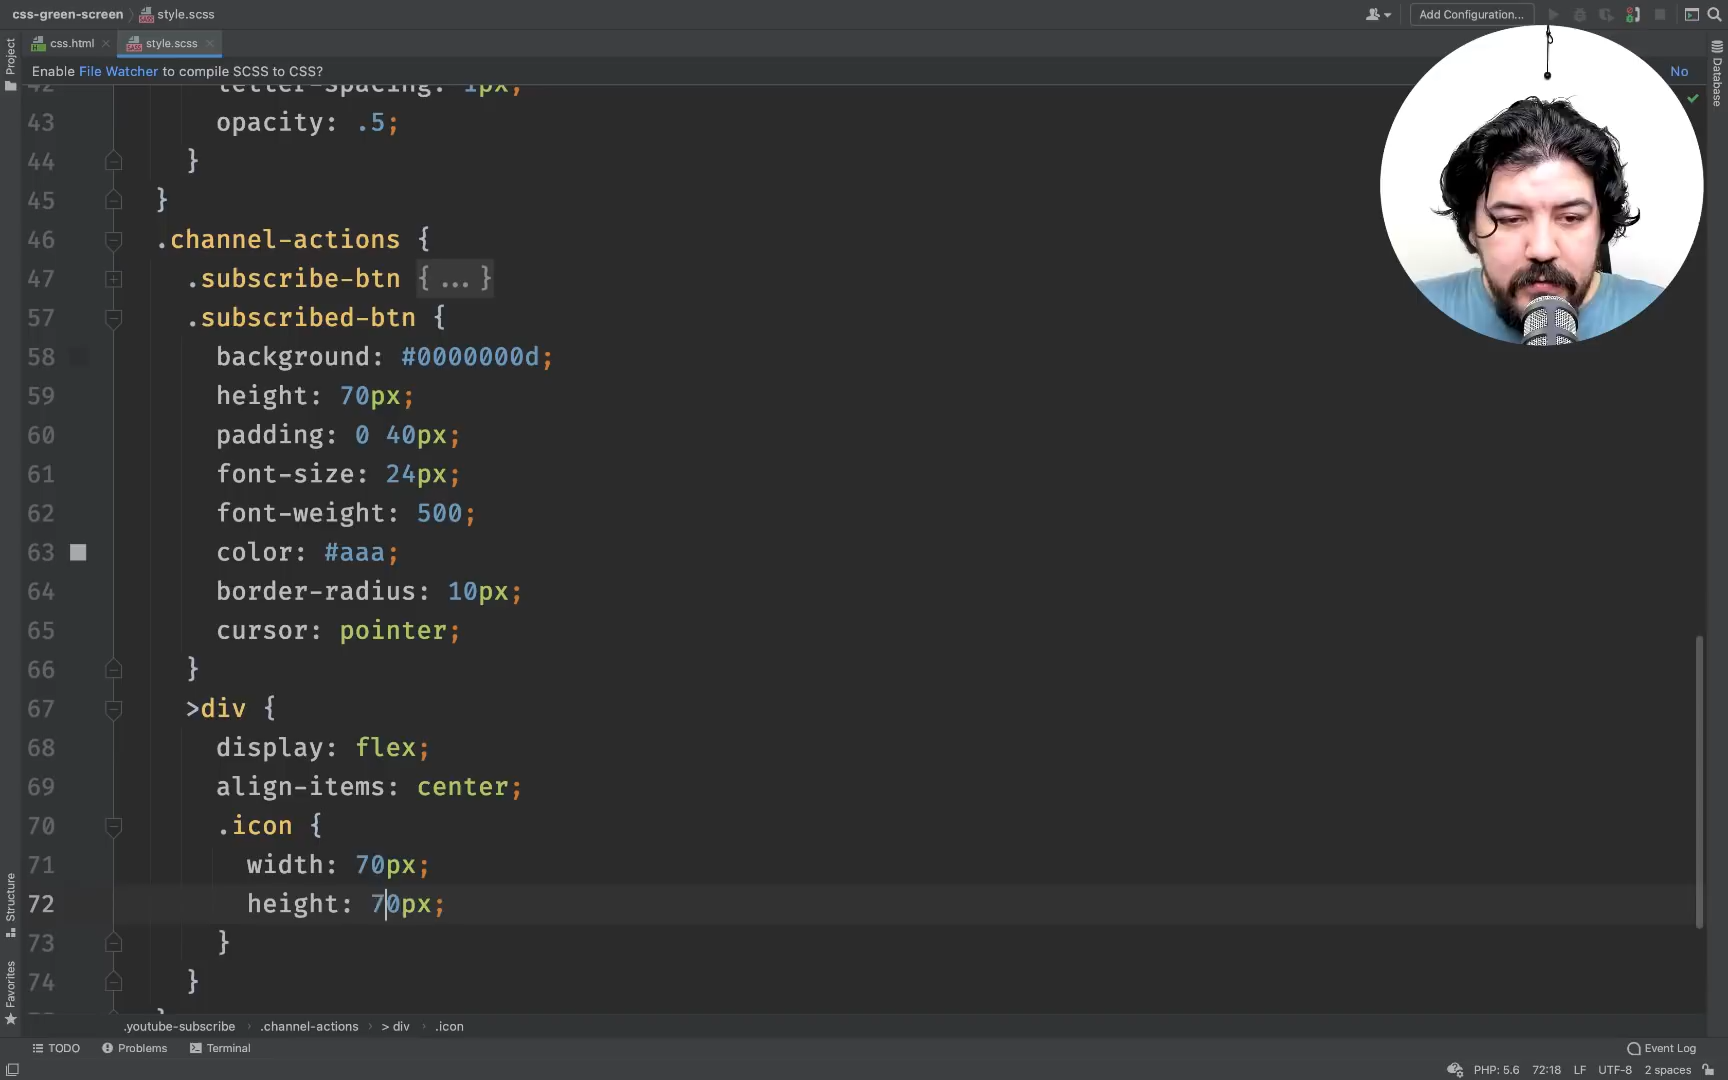 css-green-screen style.scss
Add Configuration...
css.html style.scss
Enable File Watcher to compile SCSS to CSS? No
42 letter-spacing: 1px;
43 opacity: .5;
44 }
45 }
46 .channel-actions {
47 .subscribe-btn {...}
57 .subscribed-btn {
58 background: #0000000d;
59 height: 70px;
60 padding: 0 40px;
61 font-size: 24px;
62 font-weight: 500;
63 color: #aaa;
64 border-radius: 10px;
65 cursor: pointer;
66 }
67 >div {
68 display: flex;
69 align-items: center;
70 .icon {
71 width: 70px;
72 height: 70px;
73 }
74 }
.youtube-subscribe .channel-actions > div .icon
TODO Problems Terminal Event Log
PHP: 5.6 72:18 LF UTF-8 2 spaces
Project
Structure
Favorites
Database